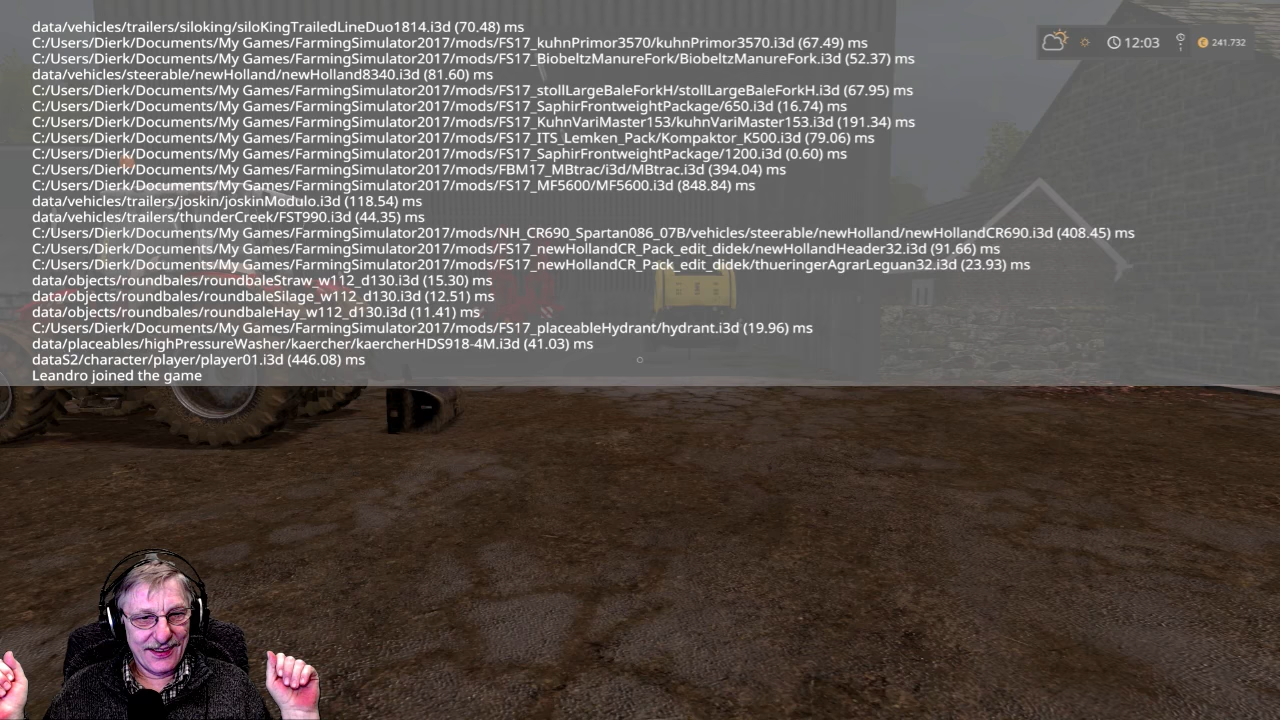 data/vehicles/trailers/siloking/siloKingTrailedLineDuo1814.i3d (70.48) ms
C:/Users/Dierk/Documents/My Games/FarmingSimulator2017/mods/FS17_kuhnPrimor3570/kuhnPrimor3570.i3d (67.49) ms
C:/Users/Dierk/Documents/My Games/FarmingSimulator2017/mods/FS17_BiobeltzManureFork/BiobeltzManureFork.i3d (52.37) ms
data/vehicles/steerable/newHolland/newHolland8340.i3d (81.60) ms
C:/Users/Dierk/Documents/My Games/FarmingSimulator2017/mods/FS17_stollLargeBaleForkH/stollLargeBaleForkH.i3d (67.95) ms
C:/Users/Dierk/Documents/My Games/FarmingSimulator2017/mods/FS17_SaphirFrontweightPackage/650.i3d (16.74) ms
C:/Users/Dierk/Documents/My Games/FarmingSimulator2017/mods/FS17_KuhnVariMaster153/kuhnVariMaster153.i3d (191.34) ms
C:/Users/Dierk/Documents/My Games/FarmingSimulator2017/mods/FS17_ITS_Lemken_Pack/Kompaktor_K500.i3d (79.06) ms
C:/Users/Dierk/Documents/My Games/FarmingSimulator2017/mods/FS17_SaphirFrontweightPackage/1200.i3d (0.60) ms
C:/Users/Dierk/Documents/My Games/FarmingSimulator2017/mods/FBM17_MBtrac/i3d/MBtrac.i3d (394.04) ms
C:/Users/Dierk/Documents/My Games/FarmingSimulator2017/mods/FS17_MF5600/MF5600.i3d (848.84) ms
data/vehicles/trailers/joskin/joskinModulo.i3d (118.54) ms
data/vehicles/trailers/thunderCreek/FST990.i3d (44.35) ms
C:/Users/Dierk/Documents/My Games/FarmingSimulator2017/mods/NH_CR690_Spartan086_07B/vehicles/steerable/newHolland/newHollandCR690.i3d (408.45) ms
C:/Users/Dierk/Documents/My Games/FarmingSimulator2017/mods/FS17_newHollandCR_Pack_edit_didek/newHollandHeader32.i3d (91.66) ms
C:/Users/Dierk/Documents/My Games/FarmingSimulator2017/mods/FS17_newHollandCR_Pack_edit_didek/thueringerAgrarLeguan32.i3d (23.93) ms
data/objects/roundbales/roundbaleStraw_w112_d130.i3d (15.30) ms
data/objects/roundbales/roundbaleSilage_w112_d130.i3d (12.51) ms
data/objects/roundbales/roundbaleHay_w112_d130.i3d (11.41) ms
C:/Users/Dierk/Documents/My Games/FarmingSimulator2017/mods/FS17_placeableHydrant/hydrant.i3d (19.96) ms
data/placeables/highPressureWasher/kaercher/kaercherHDS918-4M.i3d (41.03) ms
dataS2/character/player/player01.i3d (446.08) ms
Leandro joined the game
12:03
241.732